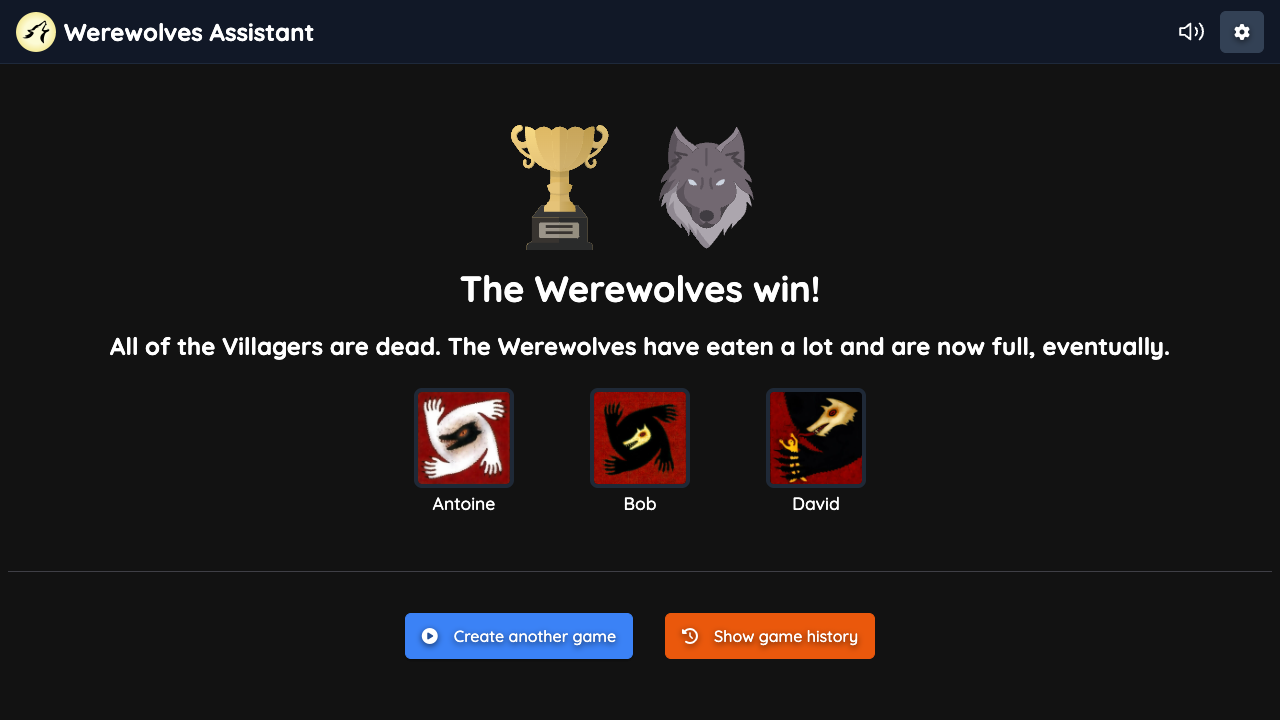 Werewolves Assistant
The Werewolves win!
All of the Villagers are dead. The Werewolves have eaten a lot and are now full, eventually.
Antoine
Bob
David
Create another game
Show game history